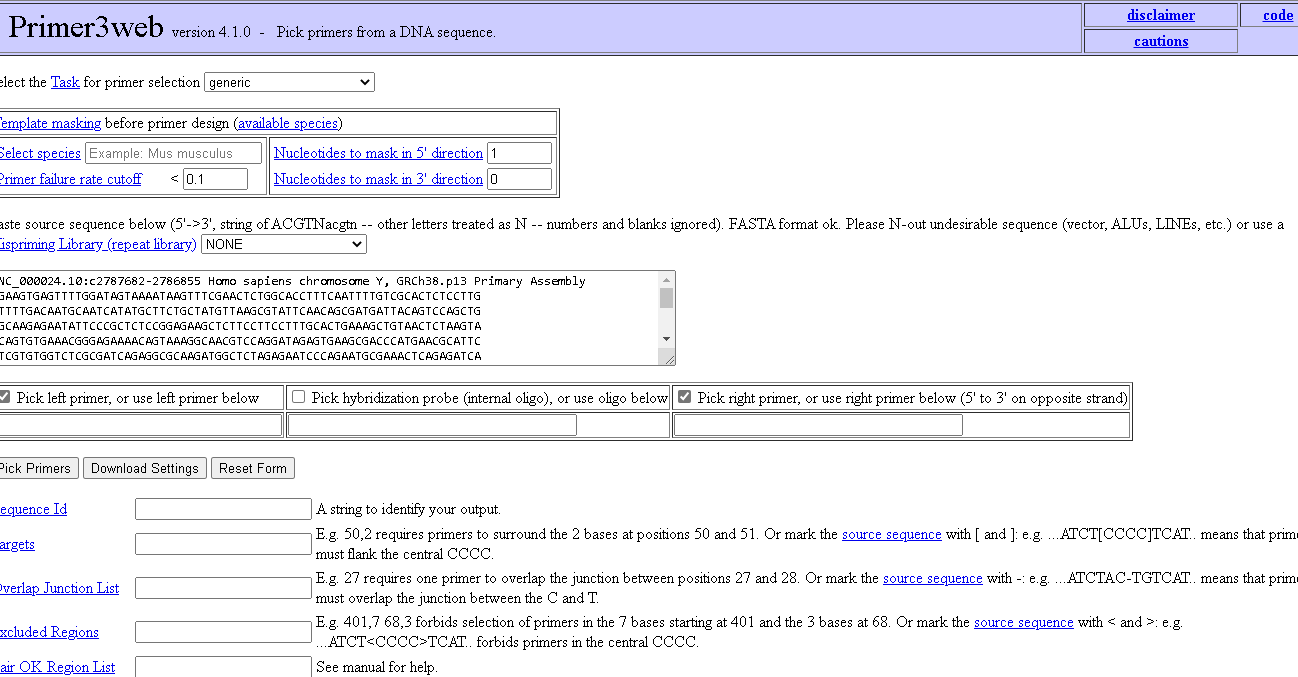 Primer3web version 4.1.0 - Pick primers from a DNA sequence.
disclaimer
code
cautions
elect the Task for primer selection generic
Template masking before primer design (available species)
Select species Example: Mus musculus
Nucleotides to mask in 5' direction 1
Primer failure rate cutoff < 0.1
Nucleotides to mask in 3' direction 0
aste source sequence below (5'->3', string of ACGTNacgtn -- other letters treated as N -- numbers and blanks ignored). FASTA format ok. Please N-out undesirable sequence (vector, ALUs, LINEs, etc.) or use a
Mispriming Library (repeat library) NONE
NC_000024.10:c2787682-2786855 Homo sapiens chromosome Y, GRCh38.p13 Primary Assembly
GAAGTGAGTTTTGGATAGTAAAATAAGTTTCGAACTCTGGCACCTTTCAATTTTGTCGCACTCTCCTTG
TTTTGACAATGCAATCATATGCTTCTGCTATGTTAAGCGTATTCAACAGCGATGATTACAGTCCAGCTG
GCAAGAGAATATTCCCGCTCTCCGGAGAAGCTCTTCCTTCCTTTGCACTGAAAGCTGTAACTCTAAGTA
CAGTGTGAAACGGGAGAAAACAGTAAAGGCAACGTCCAGGATAGAGTGAAGCGACCCATGAACGCATTC
TCGTGTGGTCTCGCGATCAGAGGCGCAAGATGGCTCTAGAGAATCCCAGAATGCGAAACTCAGAGATCA
Pick left primer, or use left primer below
Pick hybridization probe (internal oligo), or use oligo below
Pick right primer, or use right primer below (5' to 3' on opposite strand)
Pick Primers
Download Settings
Reset Form
equence Id
A string to identify your output.
argets
E.g. 50,2 requires primers to surround the 2 bases at positions 50 and 51. Or mark the source sequence with [ and ]: e.g. ...ATCT[CCCC]TCAT.. means that prime
must flank the central CCCC.
Overlap Junction List
E.g. 27 requires one primer to overlap the junction between positions 27 and 28. Or mark the source sequence with -: e.g. ...ATCTAC-TGTCAT.. means that prime
must overlap the junction between the C and T.
xcluded Regions
E.g. 401,7 68,3 forbids selection of primers in the 7 bases starting at 401 and the 3 bases at 68. Or mark the source sequence with < and >: e.g.
...ATCT<CCCC>TCAT.. forbids primers in the central CCCC.
air OK Region List
See manual for help.